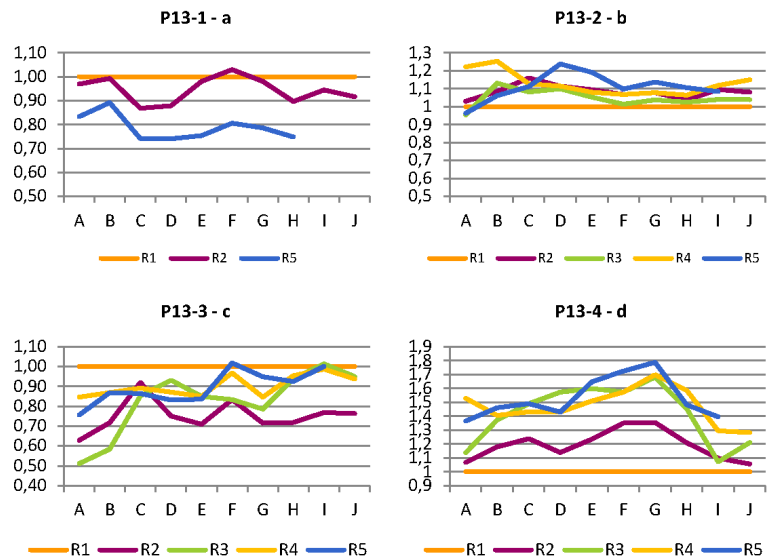 P13-1 - a
1,10
1,00
0,90
0,80
0,70
0,60
0,50
A B C D E F G H I J
R1 R2 R5
P13-2 - b
1,3
1,2
1,1
1
0,9
0,8
0,7
0,6
0,5
A B C D E F G H I J
R1 R2 R3 R4 R5
P13-3 - c
1,10
1,00
0,90
0,80
0,70
0,60
0,50
0,40
A B C D E F G H I J
R1 R2 R3 R4 R5
P13-4 - d
1,9
1,8
1,7
1,6
1,5
1,4
1,3
1,2
1,1
1
0,9
A B C D E F G H I J
R1 R2 R3 R4 R5